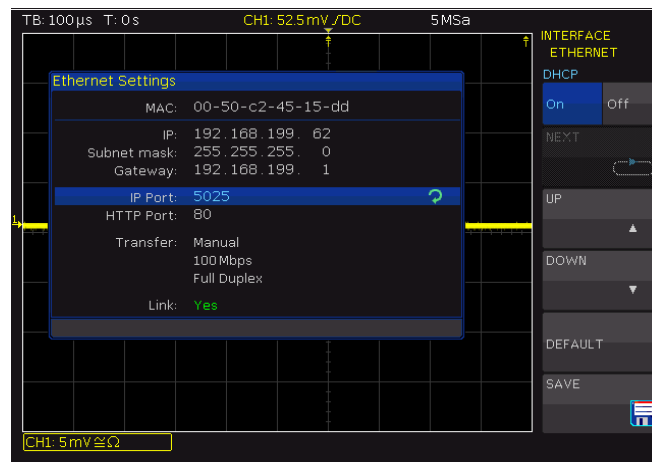 TB: 100µs T: 0s CH1: 52.5mV / DC 5MSa
INTERFACE
ETHERNET
DHCP
On Off
NEXT
UP
DOWN
DEFAULT
SAVE
Ethernet Settings
MAC: 00-50-c2-45-15-dd
IP: 192.168.199. 62
Subnet mask: 255.255.255. 0
Gateway: 192.168.199. 1
IP Port: 5025
HTTP Port: 80
Transfer: Manual
100Mbps
Full Duplex
Link: Yes
1
CH1: 5mV≅Ω